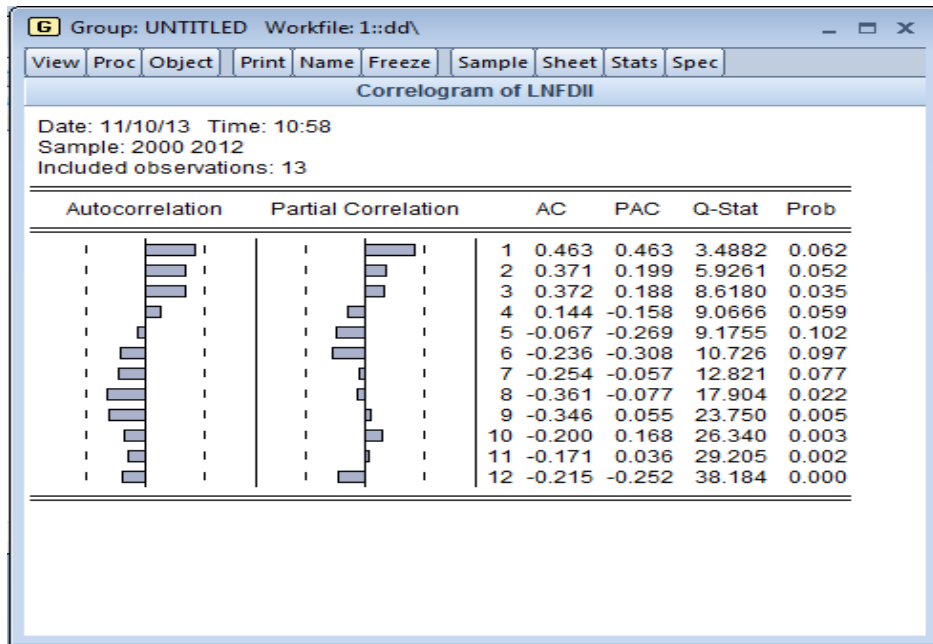 G Group: UNTITLED Workfile: 1::dd\
View Proc Object Print Name Freeze Sample Sheet Stats Spec
Correlogram of LNFDII
Date: 11/10/13 Time: 10:58
Sample: 2000 2012
Included observations: 13
Autocorrelation Partial Correlation AC PAC Q-Stat Prob
1 0.463 0.463 3.4882 0.062
2 0.371 0.199 5.9261 0.052
3 0.372 0.188 8.6180 0.035
4 0.144 -0.158 9.0666 0.059
5 -0.067 -0.269 9.1755 0.102
6 -0.236 -0.308 10.726 0.097
7 -0.254 -0.057 12.821 0.077
8 -0.361 -0.077 17.904 0.022
9 -0.346 0.055 23.750 0.005
10 -0.200 0.168 26.340 0.003
11 -0.171 0.036 29.205 0.002
12 -0.215 -0.252 38.184 0.000